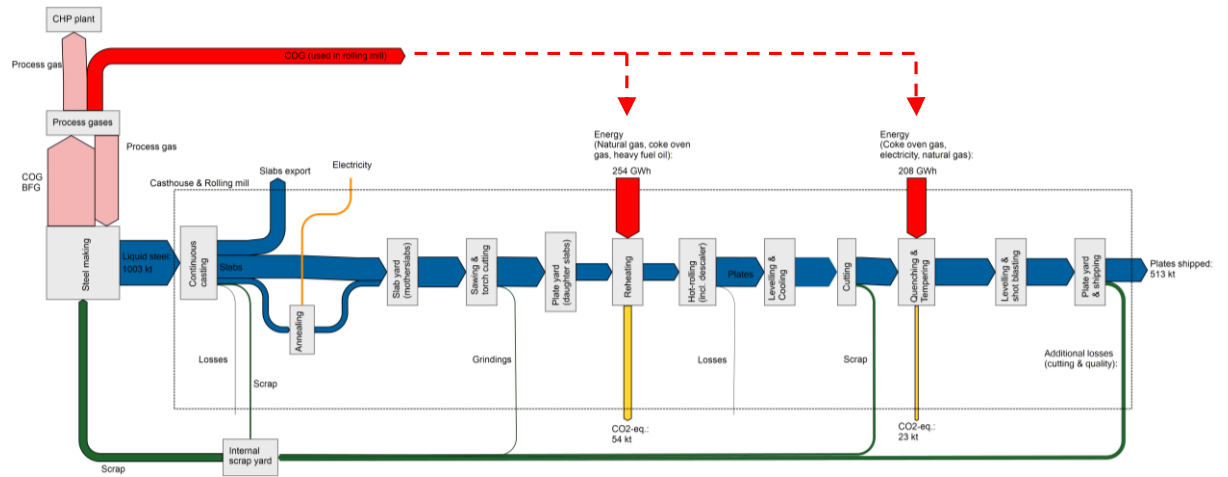 CHP plant
Process gas
COG (used in rolling mill)
Process gases
Process gas
COG
BFG
Energy
(Natural gas, coke oven
gas, heavy fuel oil):
254 GWh
Energy
(Coke oven gas,
electricity, natural gas):
208 GWh
Electricity
Slabs export
Casthouse & Rolling mill
Steel making
Liquid steel:
1003 kd
Continuous
casting
Slabs
Annealing
Slab yard
(motherslabs)
Sawing &
torch cutting
Plate yard
(daughter slabs)
Reheating
Hot-rolling
(incl. descaler)
Plates
Levelling &
Cooling
Cutting
Quenching &
Tempering
Levelling &
shot blasting
Plate yard
& shipping
Plates shipped:
513 kt
Losses
Scrap
Grindings
Losses
Scrap
Additional losses
(cutting & quality):
CO2-eq.:
54 kt
CO2-eq.:
23 kt
Internal
scrap yard
Scrap